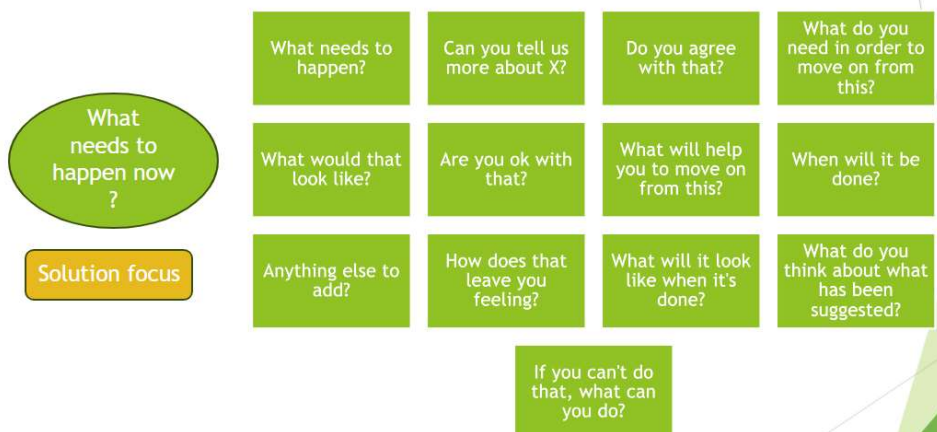 What
needs to
happen now
?
Solution focus
What needs to
happen?
Can you tell us
more about X?
Do you agree
with that?
What do you
need in order to
move on from
this?
What would that
look like?
Are you ok with
that?
What will help
you to move on
from this?
When will it be
done?
Anything else to
add?
How does that
leave you
feeling?
What will it look
like when it's
done?
What do you
think about what
has been
suggested?
If you can't do
that, what can
you do?